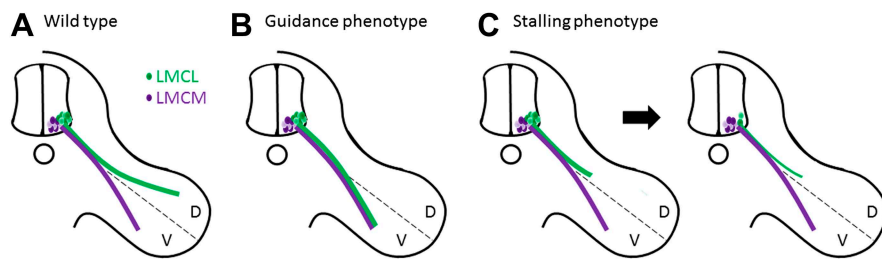 A Wild type
B Guidance phenotype
C Stalling phenotype
LMCL
LMCM
D
V
D
V
D
V
D
V